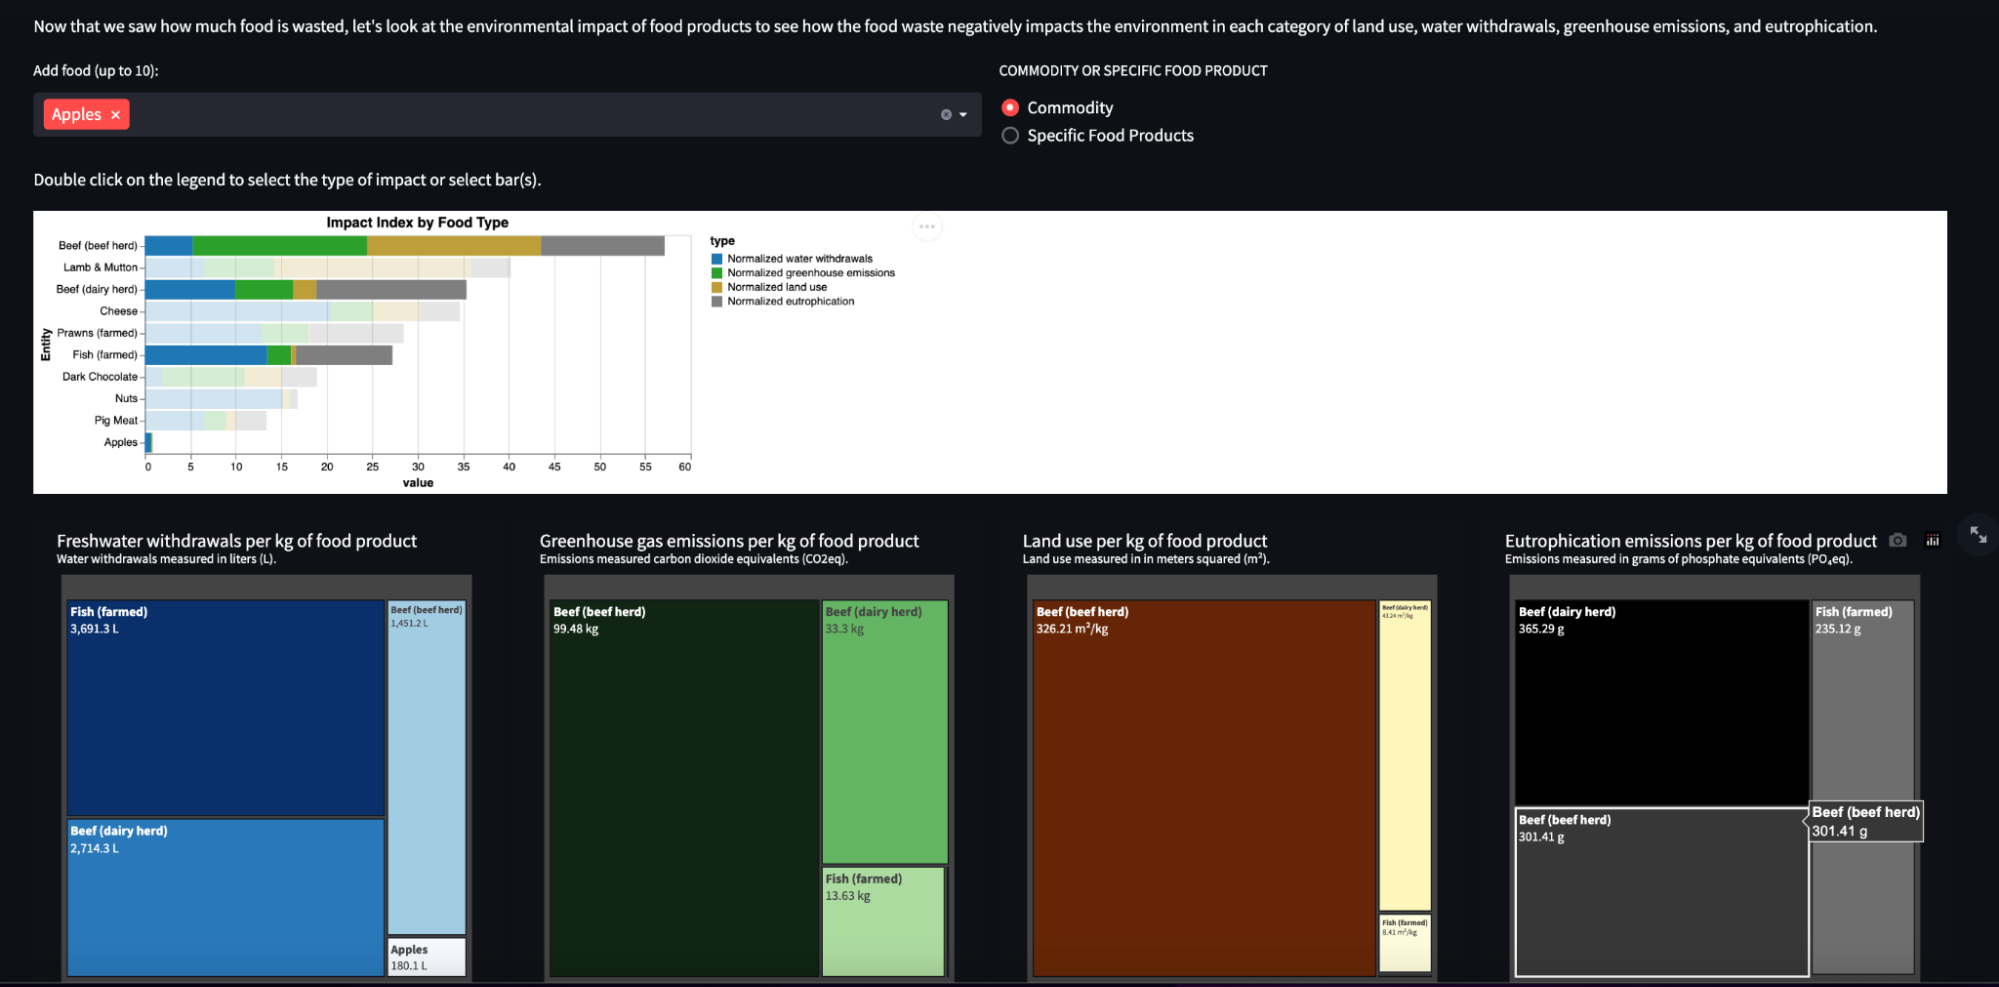 Now that we saw how much food is wasted, let's look at the environmental impact of food products to see how the food waste negatively impacts the environment in each category of land use, water withdrawals, greenhouse emissions, and eutrophication.
Add food (up to 10):
Apples ×
COMMODITY OR SPECIFIC FOOD PRODUCT
Commodity
Specific Food Products
Double click on the legend to select the type of impact or select bar(s).
Impact Index by Food Type
Entity
Beef (beef herd)
Lamb & Mutton
Beef (dairy herd)
Cheese
Prawns (farmed)
Fish (farmed)
Dark Chocolate
Nuts
Pig Meat
Apples
0 5 10 15 20 25 30 35 40 45 50 55 60
value
type
Normalized water withdrawals
Normalized greenhouse emissions
Normalized land use
Normalized eutrophication
Freshwater withdrawals per kg of food product
Water withdrawals measured in liters (L).
Fish (farmed)
3,691.3 L
Beef (dairy herd)
2,714.3 L
Beef (beef herd)
1,451.2 L
Apples
180.1 L
Greenhouse gas emissions per kg of food product
Emissions measured carbon dioxide equivalents (CO2eq).
Beef (beef herd)
99.48 kg
Beef (dairy herd)
33.3 kg
Fish (farmed)
13.63 kg
Land use per kg of food product
Land use measured in in meters squared (m²).
Beef (beef herd)
326.21 m²/kg
Beef (dairy herd)
43.24 m²/kg
Fish (farmed)
8.41 m²/kg
Eutrophication emissions per kg of food product
Emissions measured in grams of phosphate equivalents (PO₄eq).
Beef (dairy herd)
365.29 g
Fish (farmed)
235.12 g
Beef (beef herd)
301.41 g
Beef (beef herd)
301.41 g